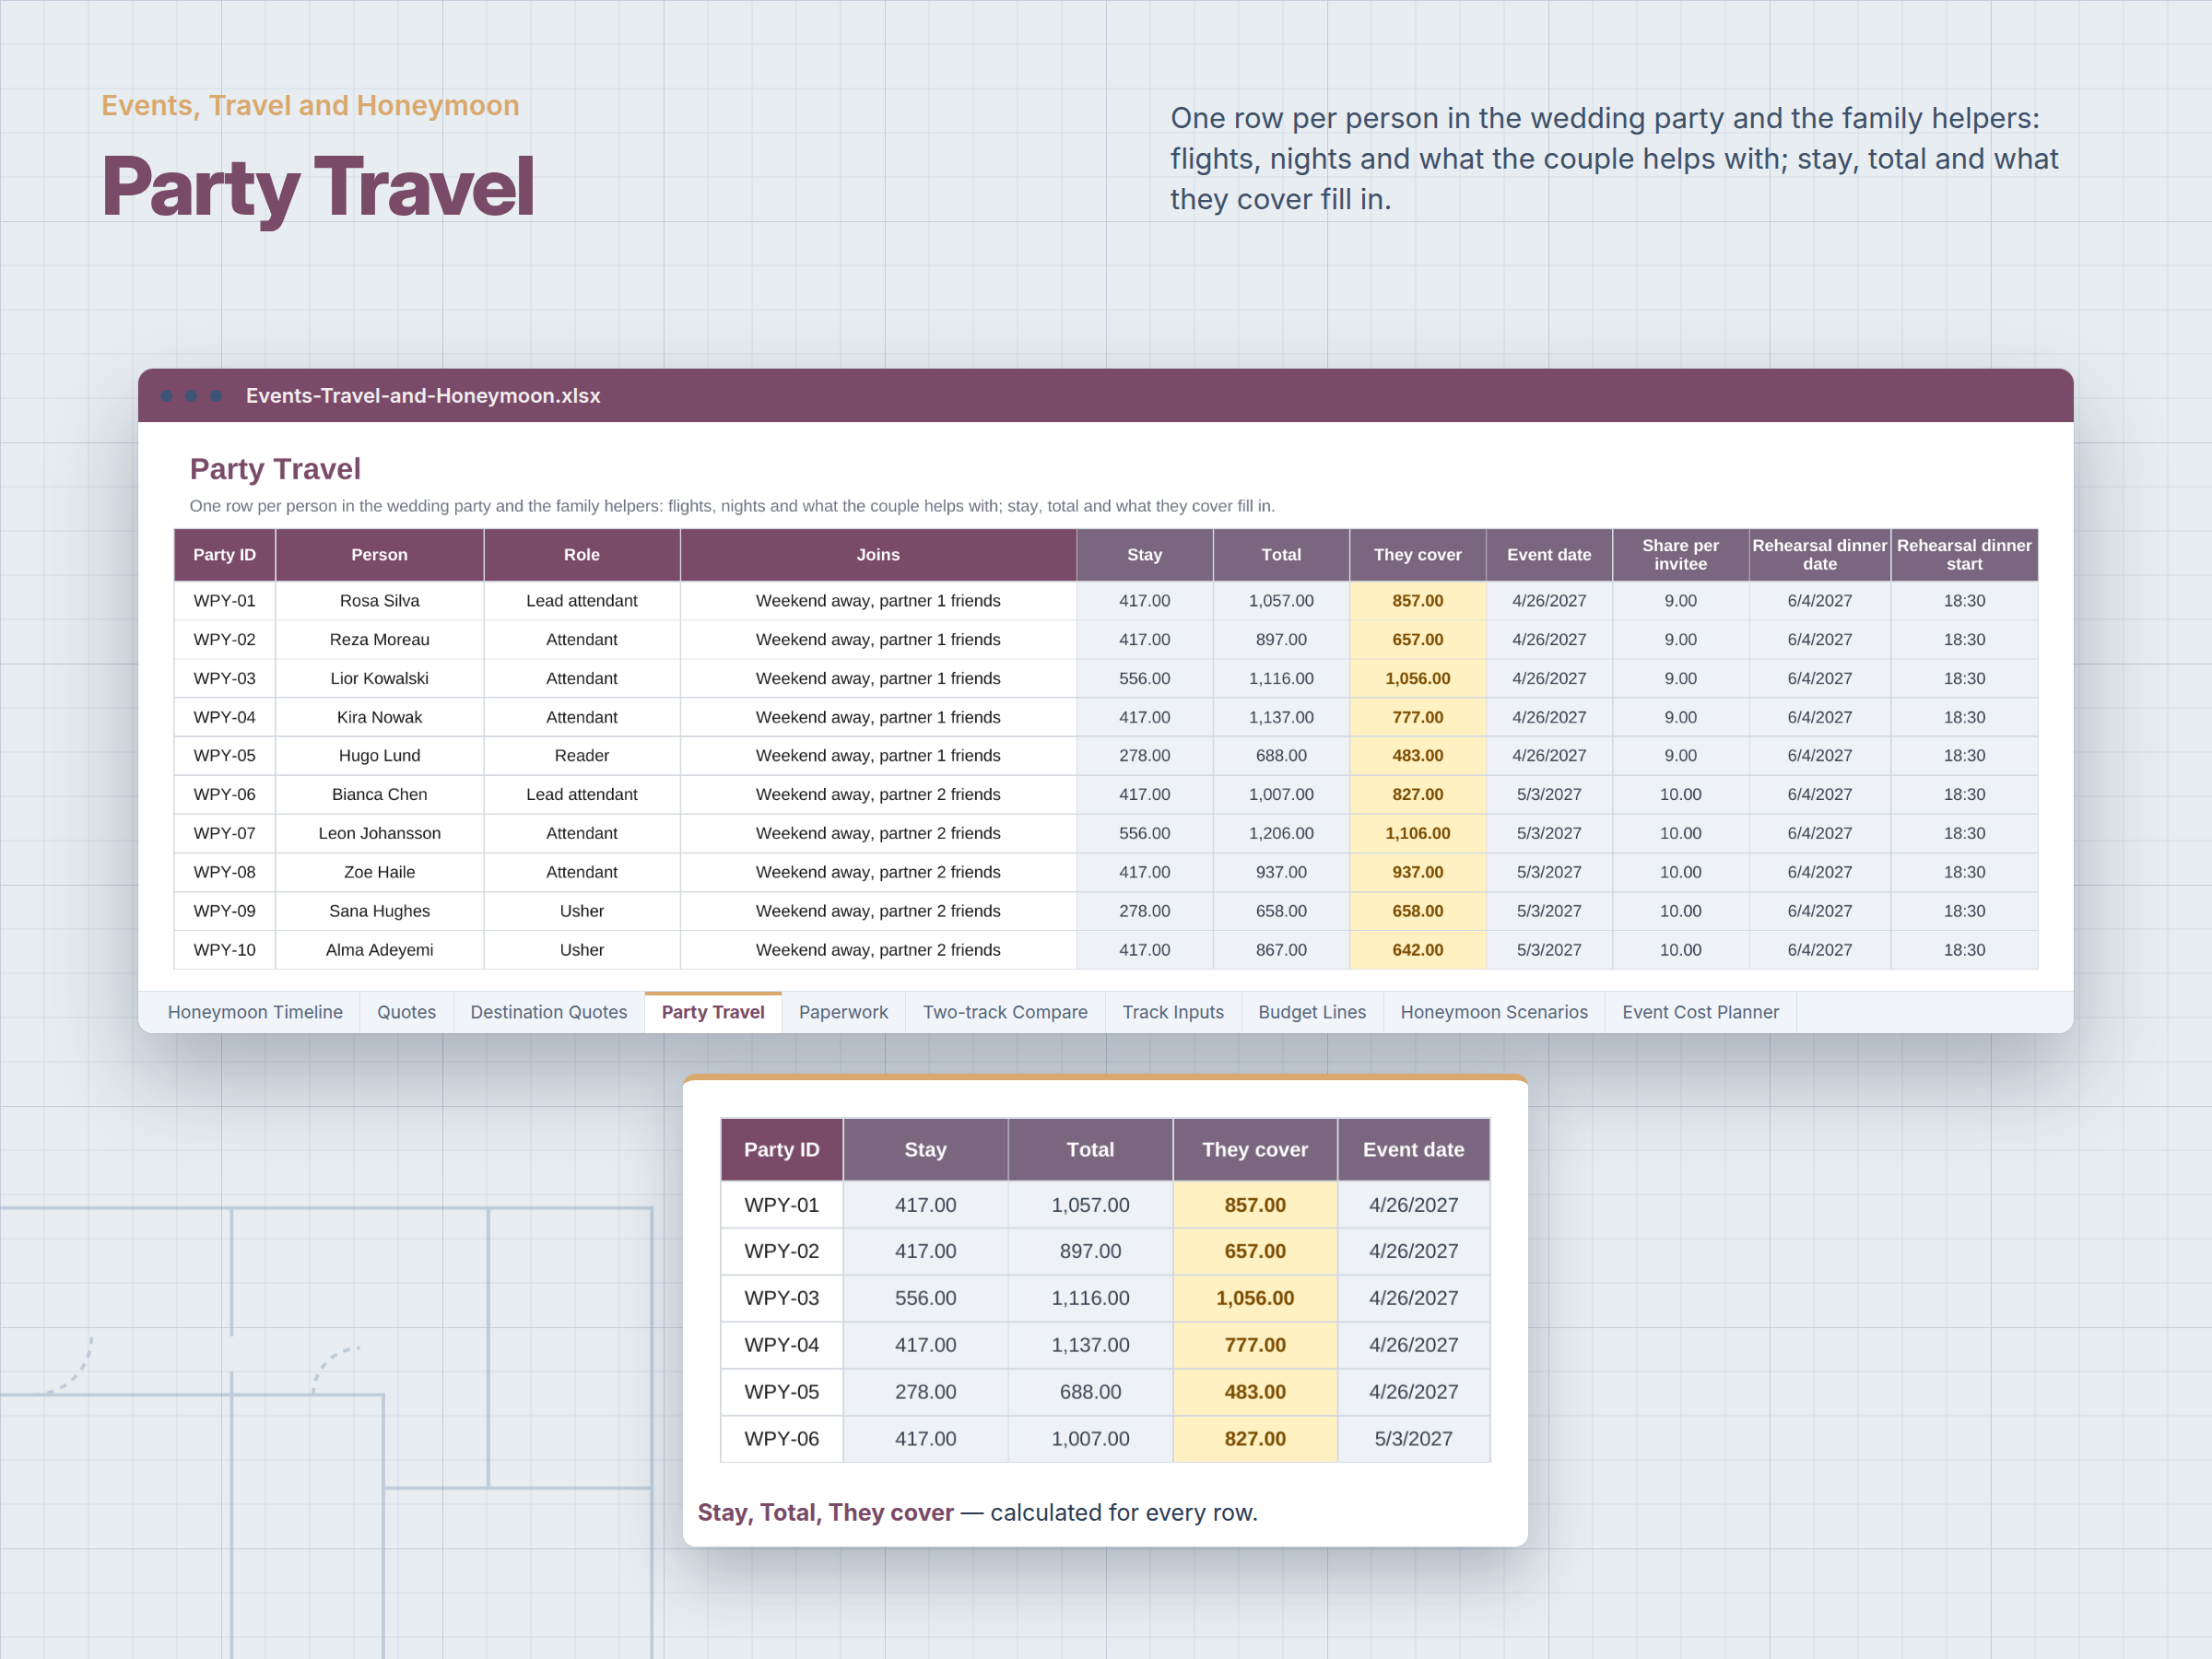 Events, Travel and Honeymoon
Party Travel
One row per person in the wedding party and the family helpers:
flights, nights and what the couple helps with; stay, total and what
they cover fill in.
Events-Travel-and-Honeymoon.xlsx
Party Travel
One row per person in the wedding party and the family helpers: flights, nights and what the couple helps with; stay, total and what they cover fill in.
Party ID Person Role Joins Stay Total They cover Event date Share per invitee Rehearsal dinner date Rehearsal dinner start
WPY-01 Rosa Silva Lead attendant Weekend away, partner 1 friends 417.00 1,057.00 857.00 4/26/2027 9.00 6/4/2027 18:30
WPY-02 Reza Moreau Attendant Weekend away, partner 1 friends 417.00 897.00 657.00 4/26/2027 9.00 6/4/2027 18:30
WPY-03 Lior Kowalski Attendant Weekend away, partner 1 friends 556.00 1,116.00 1,056.00 4/26/2027 9.00 6/4/2027 18:30
WPY-04 Kira Nowak Attendant Weekend away, partner 1 friends 417.00 1,137.00 777.00 4/26/2027 9.00 6/4/2027 18:30
WPY-05 Hugo Lund Reader Weekend away, partner 1 friends 278.00 688.00 483.00 4/26/2027 9.00 6/4/2027 18:30
WPY-06 Bianca Chen Lead attendant Weekend away, partner 2 friends 417.00 1,007.00 827.00 5/3/2027 10.00 6/4/2027 18:30
WPY-07 Leon Johansson Attendant Weekend away, partner 2 friends 556.00 1,206.00 1,106.00 5/3/2027 10.00 6/4/2027 18:30
WPY-08 Zoe Haile Attendant Weekend away, partner 2 friends 417.00 937.00 937.00 5/3/2027 10.00 6/4/2027 18:30
WPY-09 Sana Hughes Usher Weekend away, partner 2 friends 278.00 658.00 658.00 5/3/2027 10.00 6/4/2027 18:30
WPY-10 Alma Adeyemi Usher Weekend away, partner 2 friends 417.00 867.00 642.00 5/3/2027 10.00 6/4/2027 18:30
Honeymoon Timeline Quotes Destination Quotes Party Travel Paperwork Two-track Compare Track Inputs Budget Lines Honeymoon Scenarios Event Cost Planner
Party ID Stay Total They cover Event date
WPY-01 417.00 1,057.00 857.00 4/26/2027
WPY-02 417.00 897.00 657.00 4/26/2027
WPY-03 556.00 1,116.00 1,056.00 4/26/2027
WPY-04 417.00 1,137.00 777.00 4/26/2027
WPY-05 278.00 688.00 483.00 4/26/2027
WPY-06 417.00 1,007.00 827.00 5/3/2027
Stay, Total, They cover — calculated for every row.